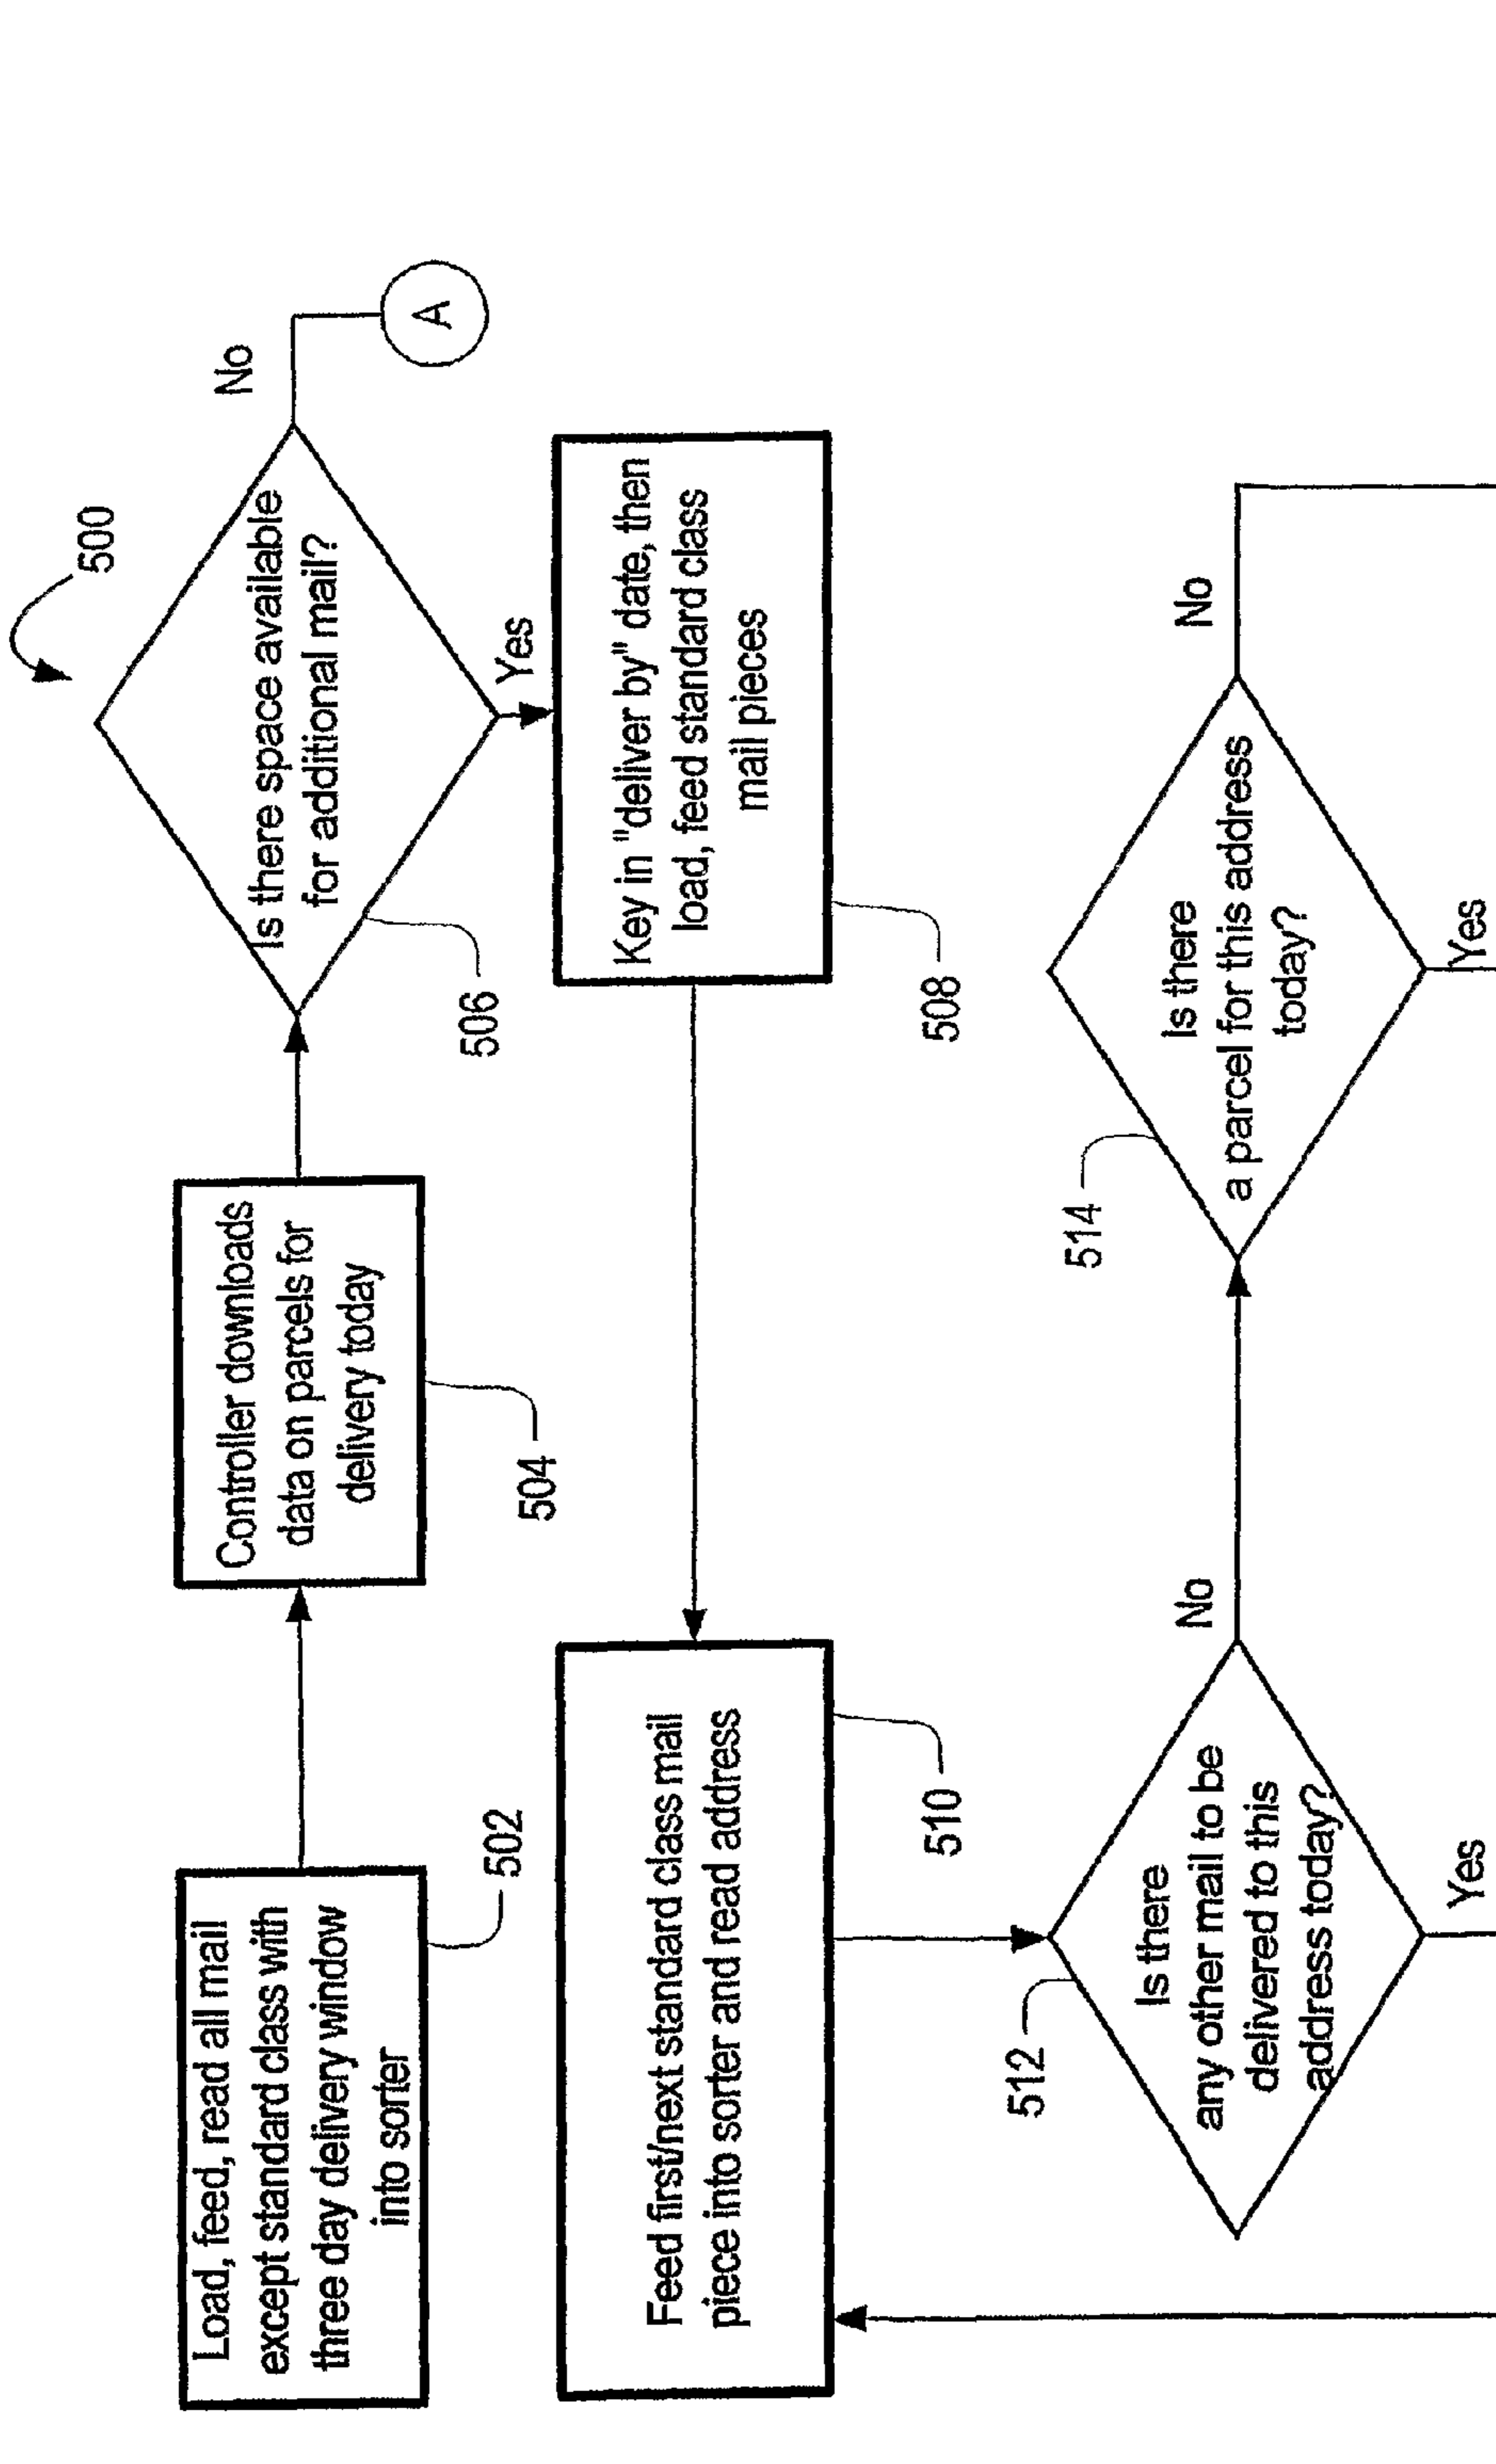 500
Load, feed, read all mail
except standard class with
three day delivery window
into sorter
502
Controller downloads
data on parcels for
delivery today
504
Is there space available
for additional mail?
506
No
A
Yes
Key in "deliver by" date, then
load, feed standard class
mail pieces
508
Feed first/next standard class mail
piece into sorter and read address
510
Is there
any other mail to be
delivered to this
address today?
512
No
Yes
Is there
a parcel for this address
today?
514
No
Yes